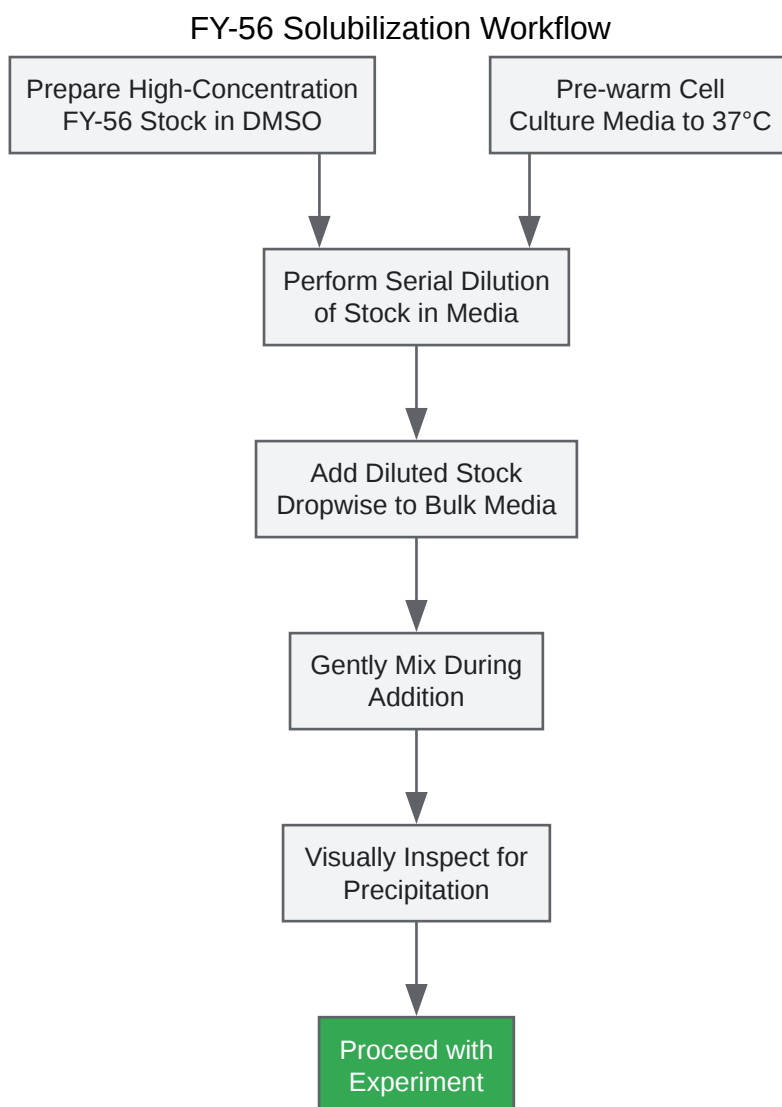 FY-56 Solubilization Workflow
Prepare High-Concentration
FY-56 Stock in DMSO
Pre-warm Cell
Culture Media to 37°C
Perform Serial Dilution
of Stock in Media
Add Diluted Stock
Dropwise to Bulk Media
Gently Mix During
Addition
Visually Inspect for
Precipitation
Proceed with
Experiment